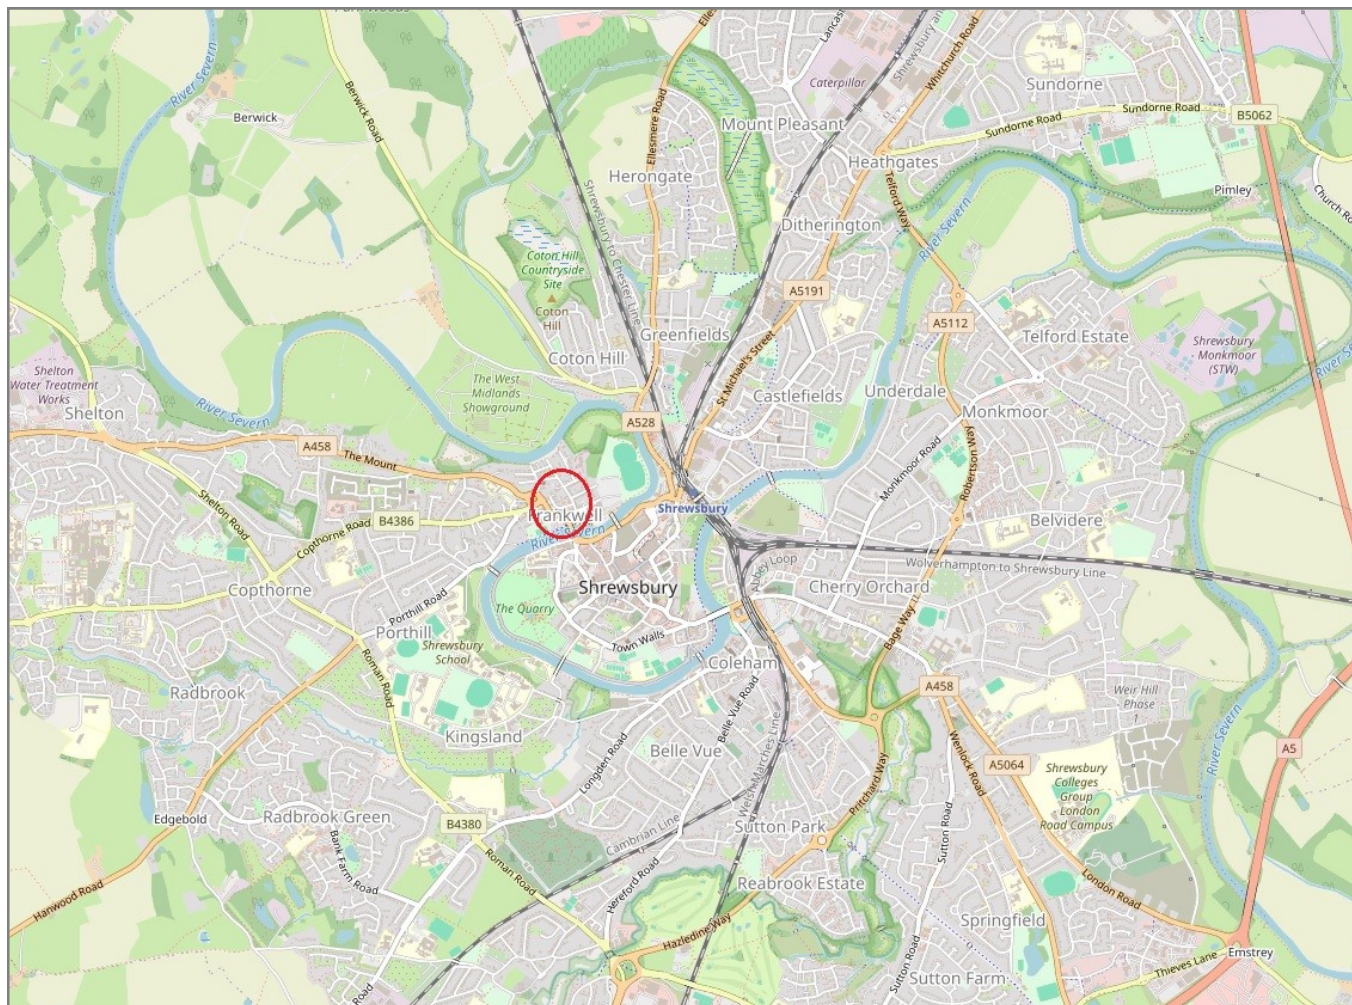 River Severn
Berwick
Berwick Road
Ellesmere Road
Caterpillar
Whitchurch Road
Sundorne
Sundorne Road
Sundorne Road
B5062
Mount Pleasant
Heathgates
Herongate
Telford Way
Pimley
Ditherington
River Severn
Shrewsbury to Chester Line
Coton Hill
Countryside
Site
Coton
Hill
A5191
A5112
Greenfields
Telford Estate
Shrewsbury
Monkmoor
(STW)
Shelton
Water Treatment
Works
Shelton
River Severn
Coton Hill
The West
Midlands
Showground
St Michael's Street
Castlefields
Underdale
Monkmoor
A528
A458
The Mount
Monkmoor Road
Robertson Way
Shelton Road
B4386
Copthorne Road
Frankwell
River Severn
Shrewsbury
Belvidere
Copthorne
Shrewsbury
Abbey Loop
Cherry Orchard
Wolverhampton to Shrewsbury Line
The Quarry
Porthill Road
Porthill
Town Walls
Bage Way
Shrewsbury
School
Coleham
Radbrook
Roman Road
A458
Weir Hill
Phase
1
River Severn
Kingsland
Belle Vue Road
Belle Vue
Longden Road
Welsh Marches Line
Wenlock Road
A5
A5064
Pritchard Way
Shrewsbury
Colleges
Group
London
Road Campus
Edgebold
Radbrook Green
B4380
Cambrian Line
Sutton Park
Sutton Road
Bank Farm Road
Roman Road
Hereford Road
Reabrook Estate
London Road
Hanwood Road
Hazledine Way
Springfield
Emstrey
Sutton Road
Sutton Farm
Thieves Lane
Road